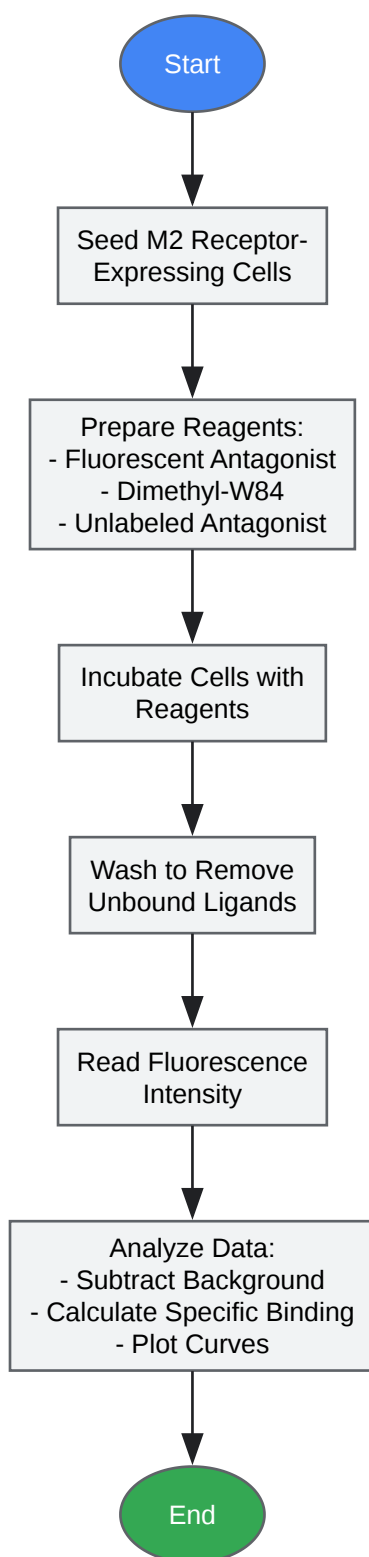 Start
Seed M2 Receptor-
Expressing Cells
Prepare Reagents:
- Fluorescent Antagonist
- Dimethyl-W84
- Unlabeled Antagonist
Incubate Cells with
Reagents
Wash to Remove
Unbound Ligands
Read Fluorescence
Intensity
Analyze Data:
- Subtract Background
- Calculate Specific Binding
- Plot Curves
End